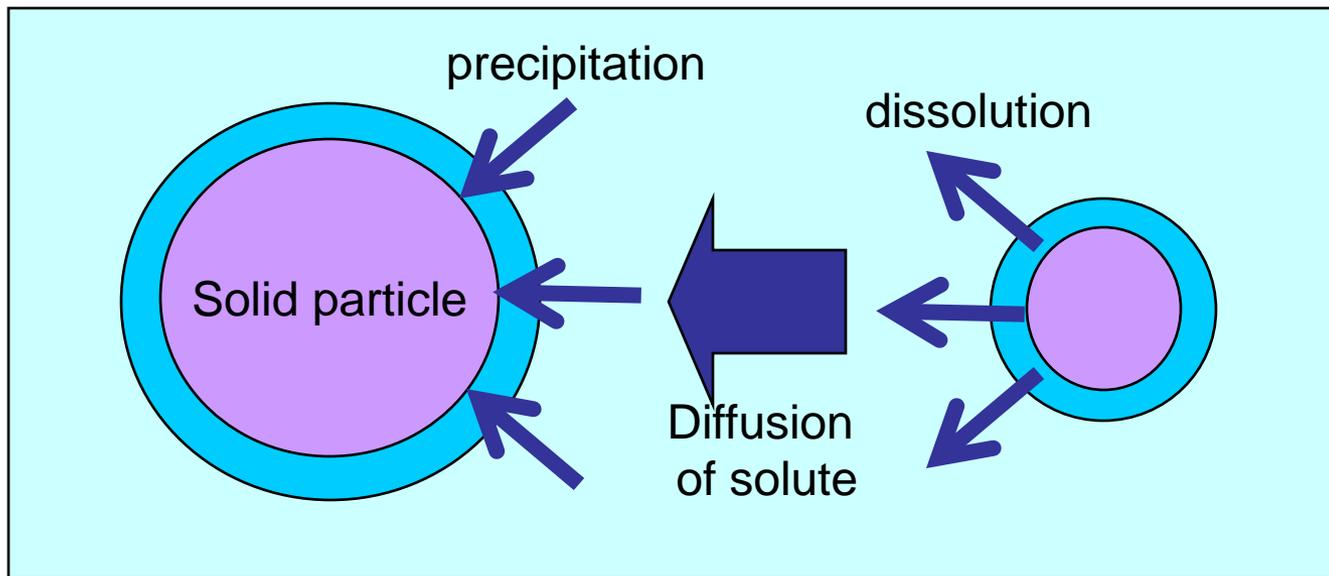 precipitation
dissolution
Solid particle
Diffusion
of solute